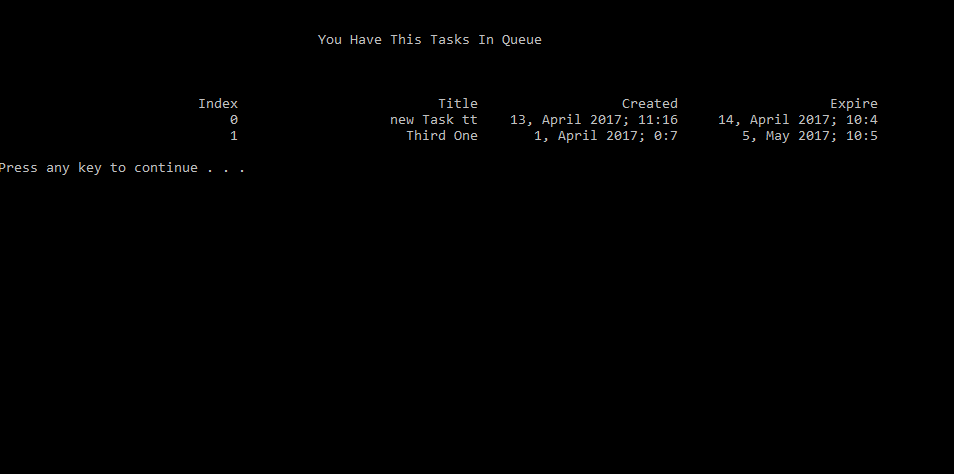 You Have This Tasks In Queue
Index Title Created Expire
0 new Task tt 13, April 2017; 11:16 14, April 2017; 10:4
1 Third One 1, April 2017; 0:7 5, May 2017; 10:5
Press any key to continue . . .